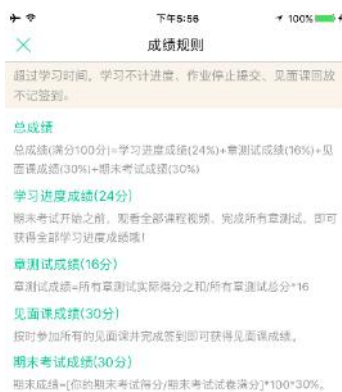 下午5:56
100%
成绩规则
超过学习时间，学习不计进度、作业停止提交、见面课回放
不记签到。
总成绩
总成绩(满分100分)=学习进度成绩(24%)+章测试成绩(16%)+见
面课成绩(30%)+期末考试成绩(30%)
学习进度成绩(24分)
期末考试开始之前，观看全部课程视频、完成所有章测试，即可
获得全部学习进度成绩哦!
章测试成绩(16分)
章测试成绩=所有章测试实际得分之和/所有章测试总分*16
见面课成绩(30分)
按时参加所有的见面课并完成签到即可获得见面课成绩。
期末考试成绩(30分)
期末成绩=[你的期末考试得分/期末考试试卷满分]*100*30%。